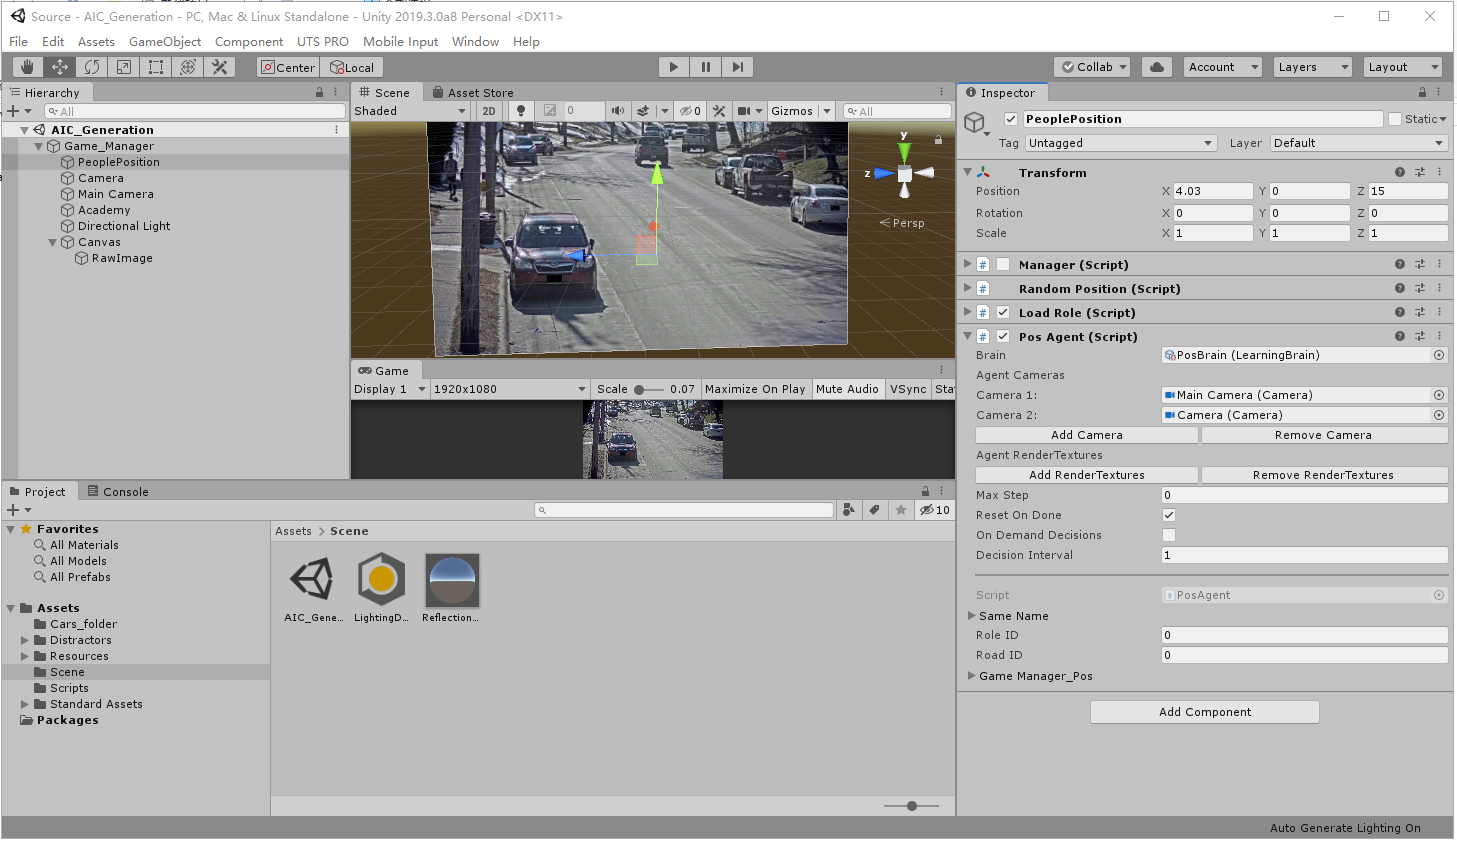 Source - AIC_Generation - PC, Mac & Linux Standalone - Unity 2019.3.0a8 Personal <DX11>
File Edit Assets GameObject Component UTS PRO Mobile Input Window Help
Center Local Collab Account Layers Layout
Hierarchy
All
AIC_Generation
Game_Manager
PeoplePosition
Camera
Main Camera
Academy
Directional Light
Canvas
RawImage
Scene Asset Store
Shaded 2D 0 0 Gizmos All
y
z
Persp
Game
Display 1 1920x1080 Scale 0.07 Maximize On Play Mute Audio VSync Sta
Project Console
10
Favorites
All Materials
All Models
All Prefabs
Assets
Cars_folder
Distractors
Resources
Scene
Scripts
Standard Assets
Packages
Assets > Scene
AIC_Gene... LightingD... Reflection...
Inspector
PeoplePosition Static
Tag Untagged Layer Default
Transform
Position X 4.03 Y 0 Z 15
Rotation X 0 Y 0 Z 0
Scale X 1 Y 1 Z 1
# Manager (Script)
# Random Position (Script)
# Load Role (Script)
# Pos Agent (Script)
Brain PosBrain (LearningBrain)
Agent Cameras
Camera 1: Main Camera (Camera)
Camera 2: Camera (Camera)
Add Camera Remove Camera
Agent RenderTextures
Add RenderTextures Remove RenderTextures
Max Step 0
Reset On Done
On Demand Decisions
Decision Interval 1
Script # PosAgent
Same Name
Role ID 0
Road ID 0
Game Manager_Pos
Add Component
Auto Generate Lighting On